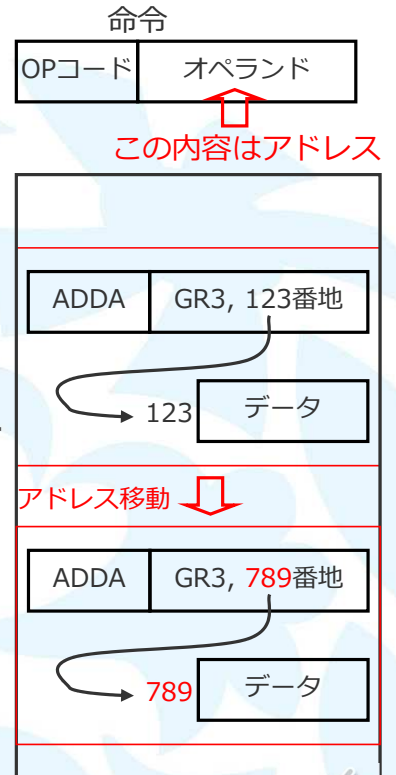 命令
OPコード オペランド
この内容はアドレス
ADDA GR3, 123番地
123 データ
アドレス移動
ADDA GR3, 789番地
789 データ